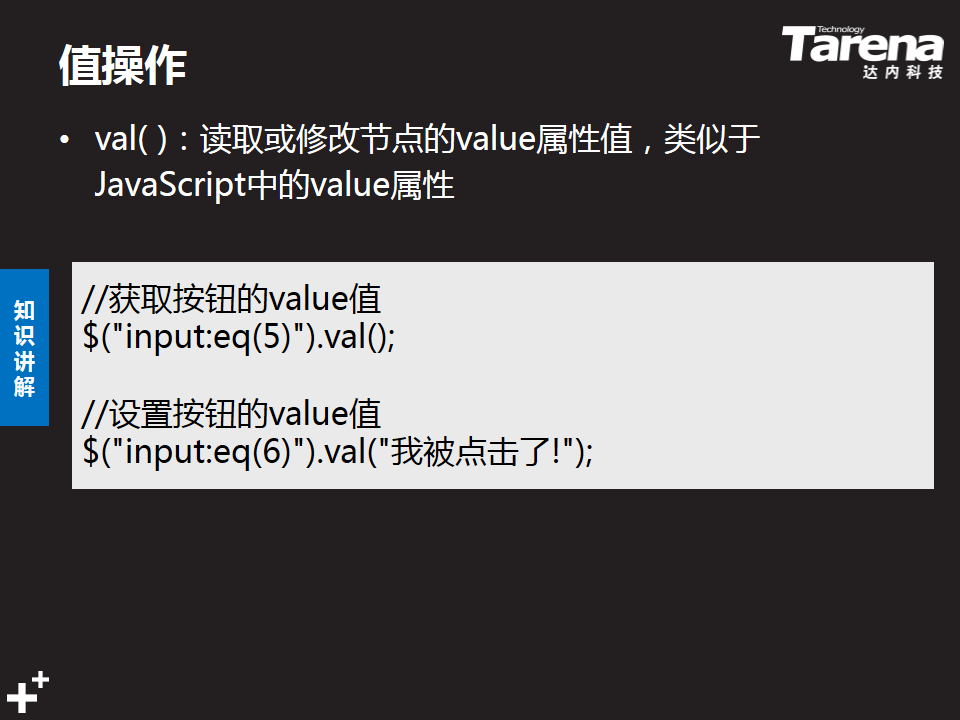 值操作
Technology
Tarena
达内科技
• val( )：读取或修改节点的value属性值，类似于
JavaScript中的value属性
知识讲解
//获取按钮的value值
$("input:eq(5)").val();
//设置按钮的value值
$("input:eq(6)").val("我被点击了!");